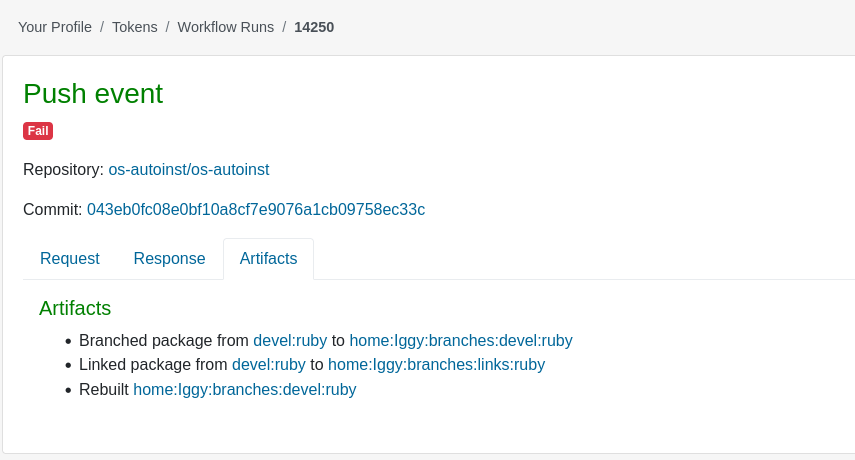 Your Profile / Tokens / Workflow Runs / 14250
Push event
Fail
Repository: os-autoinst/os-autoinst
Commit: 043eb0fc08e0bf10a8cf7e9076a1cb09758ec33c
Request Response Artifacts
Artifacts
• Branched package from devel:ruby to home:Iggy:branches:devel:ruby
• Linked package from devel:ruby to home:Iggy:branches:links:ruby
• Rebuilt home:Iggy:branches:devel:ruby